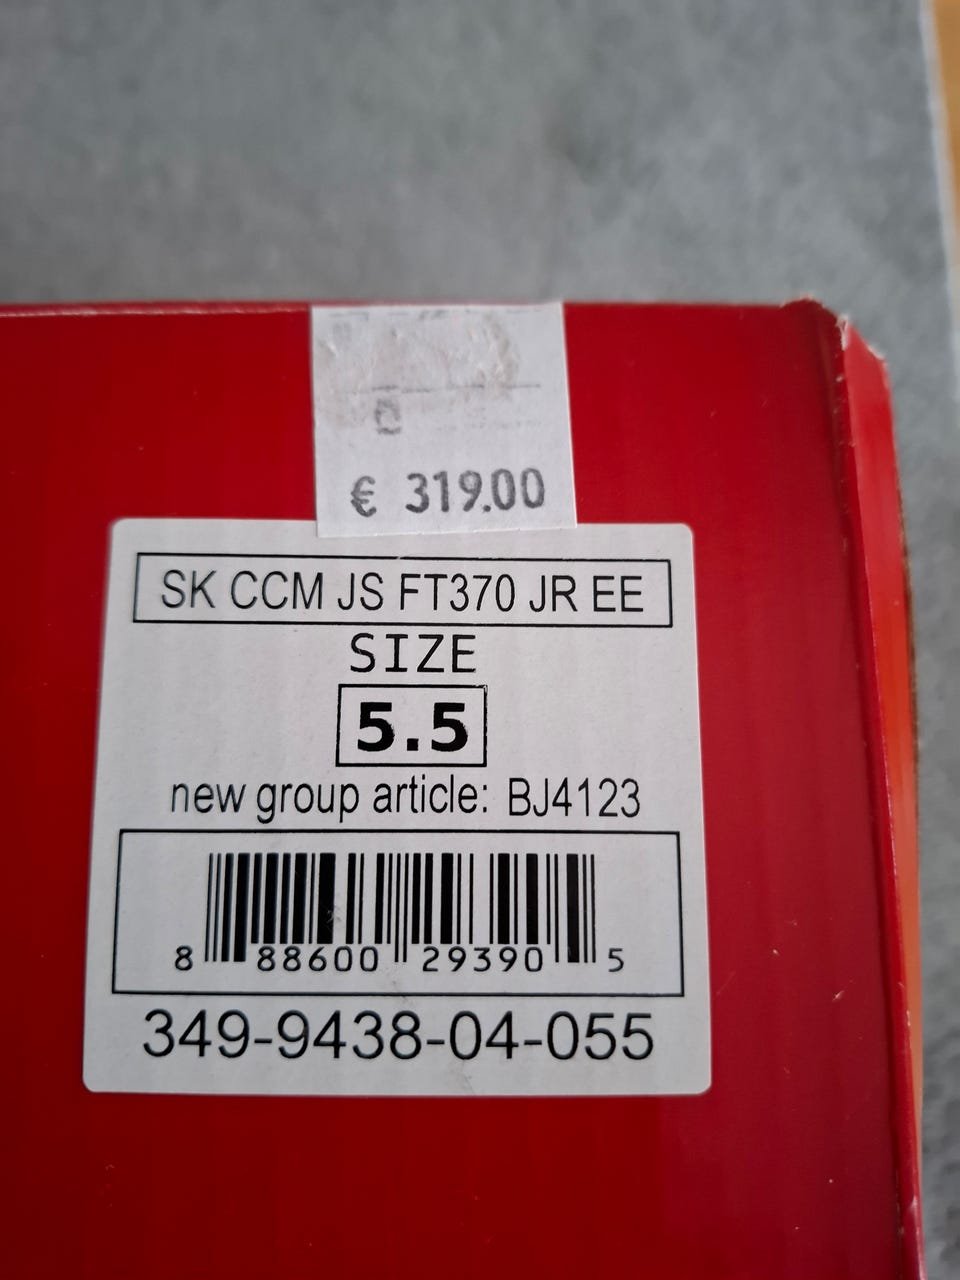 € 319.00
SK CCM JS FT370 JR EE
SIZE
5.5
new group article: BJ4123
8 88600 29390 5
349-9438-04-055